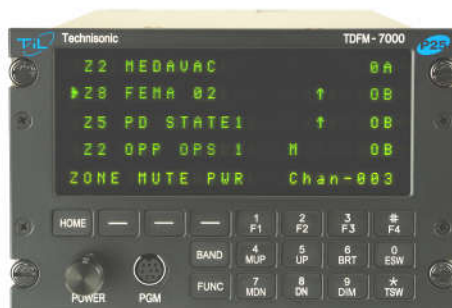 TiL Technisonic TDFM-7000 P25
Z2 MEDAVAC 0A
Z8 FEMA 02 ↑ 0B
Z5 PD STATE1 ↑ 0B
Z2 OPP OPS 1 M 0B
ZONE MUTE PWR Chan-003
HOME — — — 1 F1 2 F2 3 F3 # F4
BAND 4 MUP 5 UP 6 BRT 0 ESW
FUNC 7 MDN 8 DN 9 DIM * TSW
POWER PGM